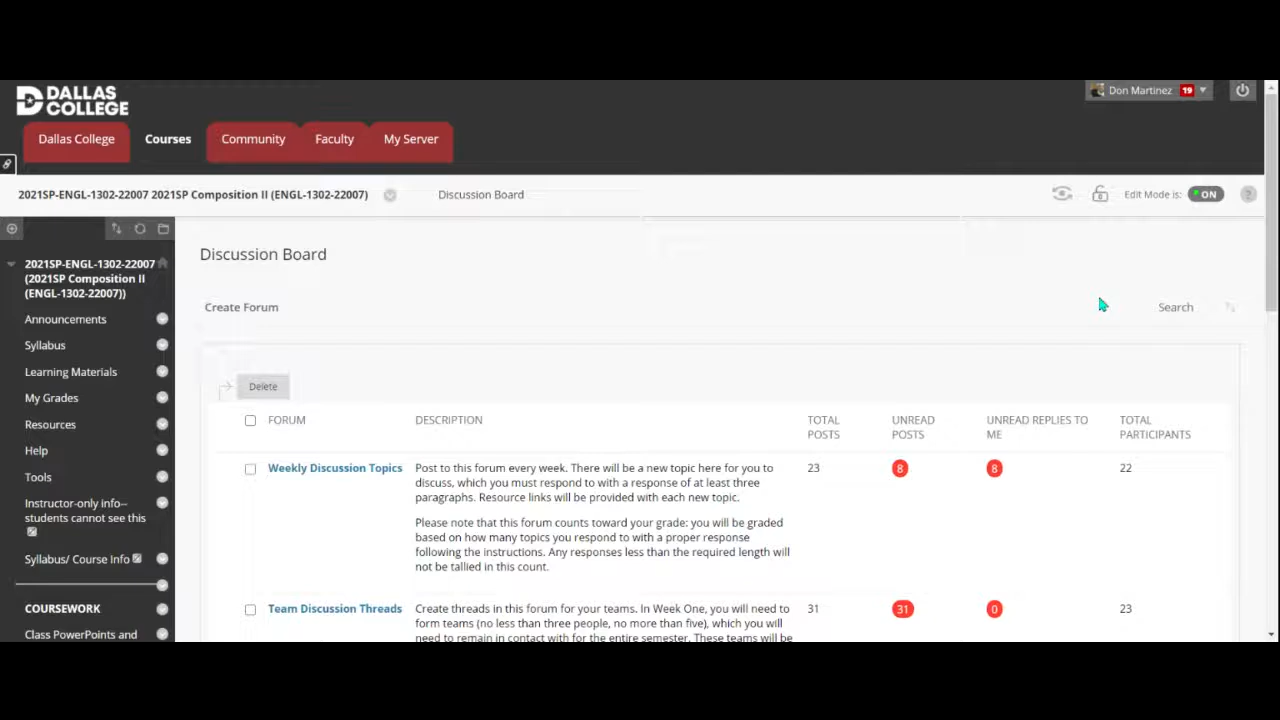 DALLAS
COLLEGE
Don Martinez 19
Dallas College
Courses
Community
Faculty
My Server
2021SP-ENGL-1302-22007 2021SP Composition II (ENGL-1302-22007)
Discussion Board
Edit Mode is: ON ?
2021SP-ENGL-1302-22007
(2021SP Composition II
(ENGL-1302-22007))
Announcements
Syllabus
Learning Materials
My Grades
Resources
Help
Tools
Instructor-only info--
students cannot see this
Syllabus/ Course Info
COURSEWORK
Class PowerPoints and
Discussion Board
Create Forum
Search
Delete
FORUM
DESCRIPTION
TOTAL
POSTS
UNREAD
POSTS
UNREAD REPLIES TO
ME
TOTAL
PARTICIPANTS
Weekly Discussion Topics
Post to this forum every week. There will be a new topic here for you to
discuss, which you must respond to with a response of at least three
paragraphs. Resource links will be provided with each new topic.
Please note that this forum counts toward your grade: you will be graded
based on how many topics you respond to with a proper response
following the instructions. Any responses less than the required length will
not be tallied in this count.
23
8
8
22
Team Discussion Threads
Create threads in this forum for your teams. In Week One, you will need to
form teams (no less than three people, no more than five), which you will
need to remain in contact with for the entire semester. These teams will be
31
31
0
23